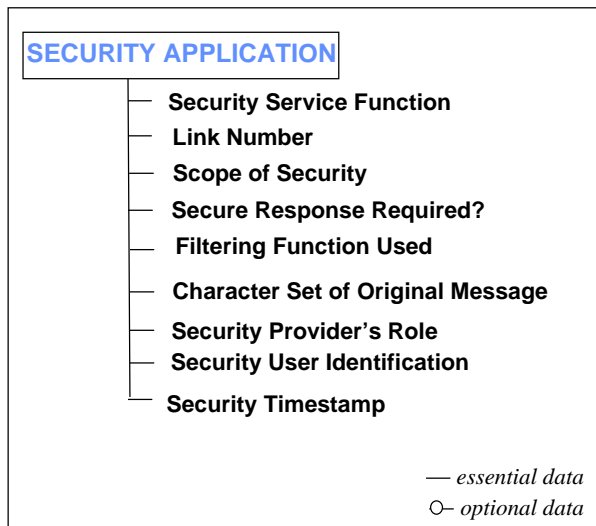 SECURITY APPLICATION
Security Service Function
Link Number
Scope of Security
Secure Response Required?
Filtering Function Used
Character Set of Original Message
Security Provider's Role
Security User Identification
Security Timestamp
— essential data
O– optional data